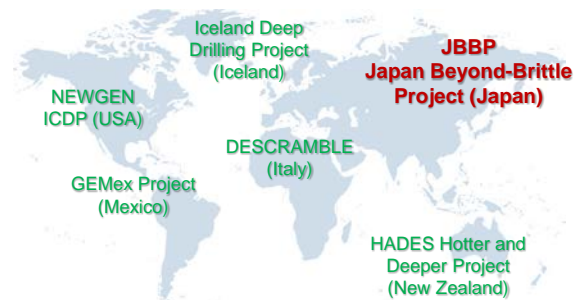 Iceland Deep
Drilling Project
(Iceland)
JBBP
Japan Beyond-Brittle
Project (Japan)
NEWGEN
ICDP (USA)
DESCRAMBLE
(Italy)
GEMex Project
(Mexico)
HADES Hotter and
Deeper Project
(New Zealand)